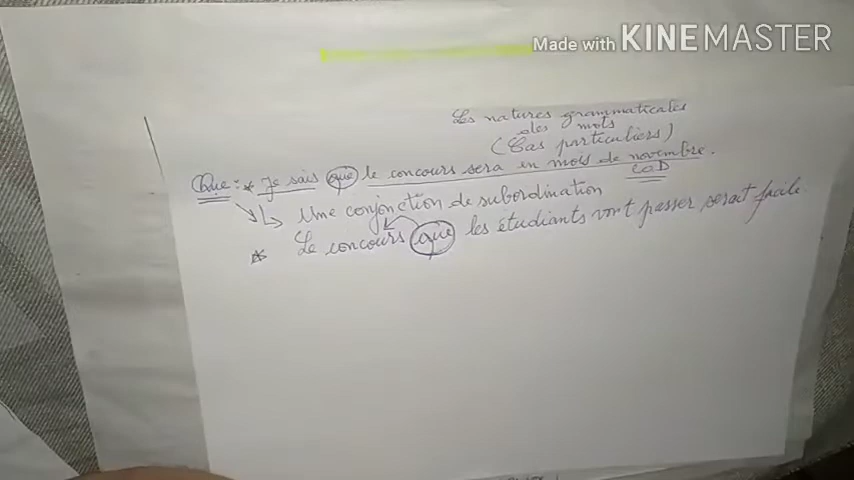 Made with KINEMASTER
Les natures grammaticales
des mots
(Cas particuliers)
Que: * Je sais que le concours sera en mois de novembre.
COD
↳ Une conjonction de subordination
* Le concours que les étudiants vont passer serait facile.